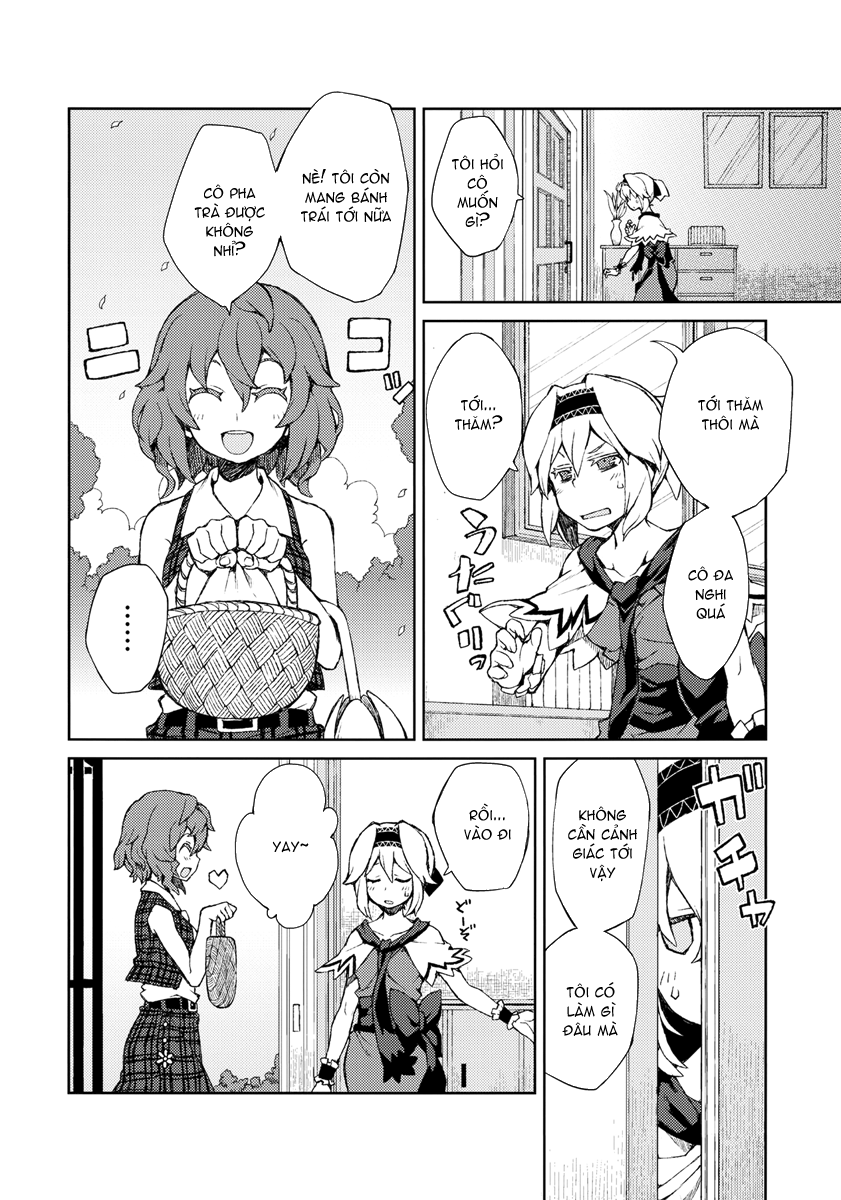 TÔI HỎI
CÔ
MUỐN
GÌ?
TỚI THĂM
THÔI MÀ
TỚI...
THĂM?
CÔ ĐA
NGHI
QUÁ
うたぐりっ
NÈ! TÔI CÒN
MANG BÁNH
TRÁI TỚI NỮA
CÔ PHA
TRÀ ĐƯỢC
KHÔNG
NHỈ?
ニコ
......
ガチャ
KHÔNG
CẦN CẢNH
GIÁC TỚI
VẬY
TÔI CÓ
LÀM GÌ
ĐÂU MÀ
RỒI...
VÀO ĐI
どーぞ
YAY~